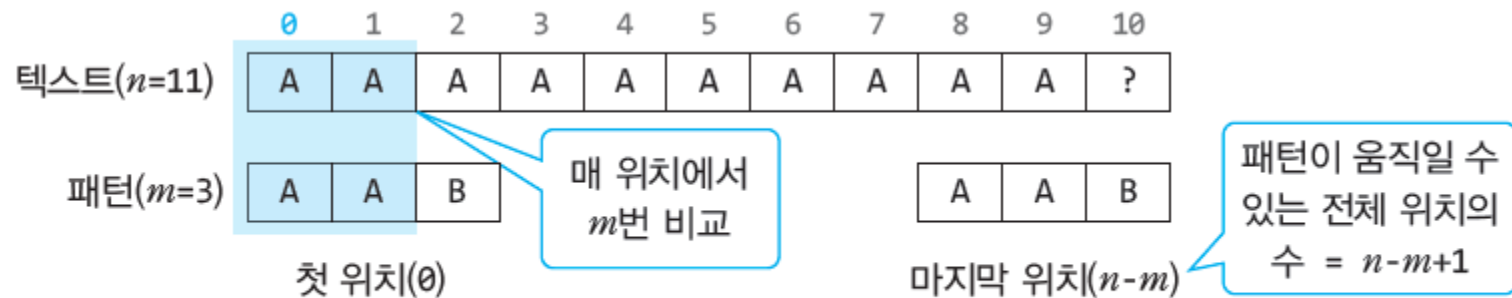 0 1 2 3 4 5 6 7 8 9 10
텍스트(n=11) A A A A A A A A A A ?
패턴(m=3) A A B
매 위치에서
m번 비교
A A B
패턴이 움직일 수
있는 전체 위치의
수 = n-m+1
첫 위치(0)
마지막 위치(n-m)